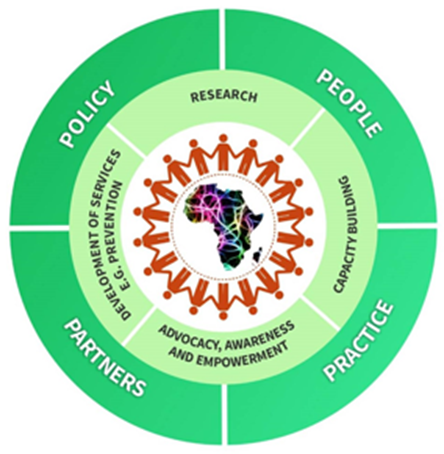 POLICY
PEOPLE
PRACTICE
PARTNERS
RESEARCH
CAPACITY BUILDING
ADVOCACY, AWARENESS
AND EMPOWERMENT
DEVELOPMENT OF SERVICES
E.G. PREVENTION